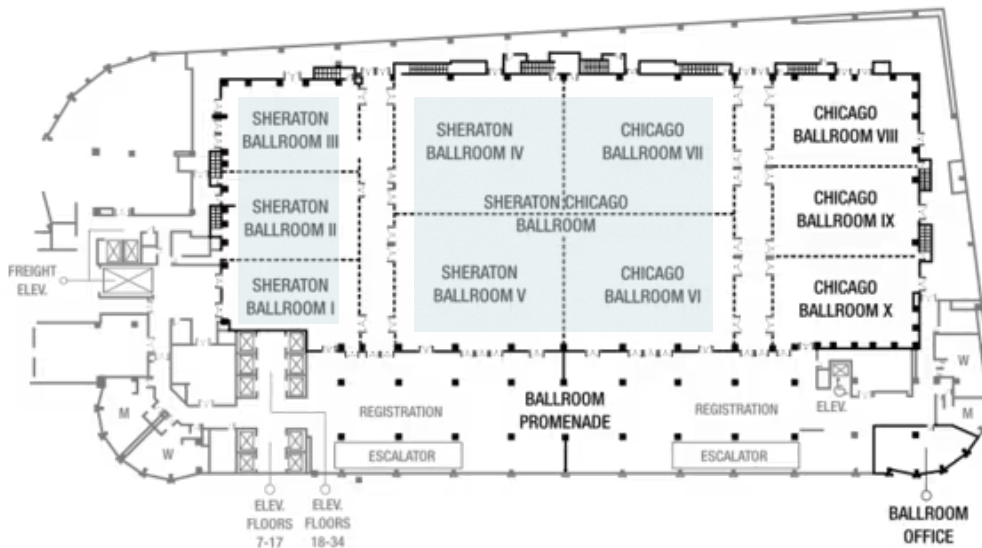 SHERATON
BALLROOM III
SHERATON
BALLROOM IV
CHICAGO
BALLROOM VII
CHICAGO
BALLROOM VIII
SHERATON
BALLROOM II
SHERATON CHICAGO
BALLROOM
CHICAGO
BALLROOM IX
FREIGHT
ELEV.
SHERATON
BALLROOM I
SHERATON
BALLROOM V
CHICAGO
BALLROOM VI
CHICAGO
BALLROOM X
W
M
M
W
REGISTRATION
BALLROOM
PROMENADE
REGISTRATION
ELEV.
ESCALATOR
ESCALATOR
ELEV.
FLOORS
7-17
ELEV.
FLOORS
18-34
BALLROOM
OFFICE